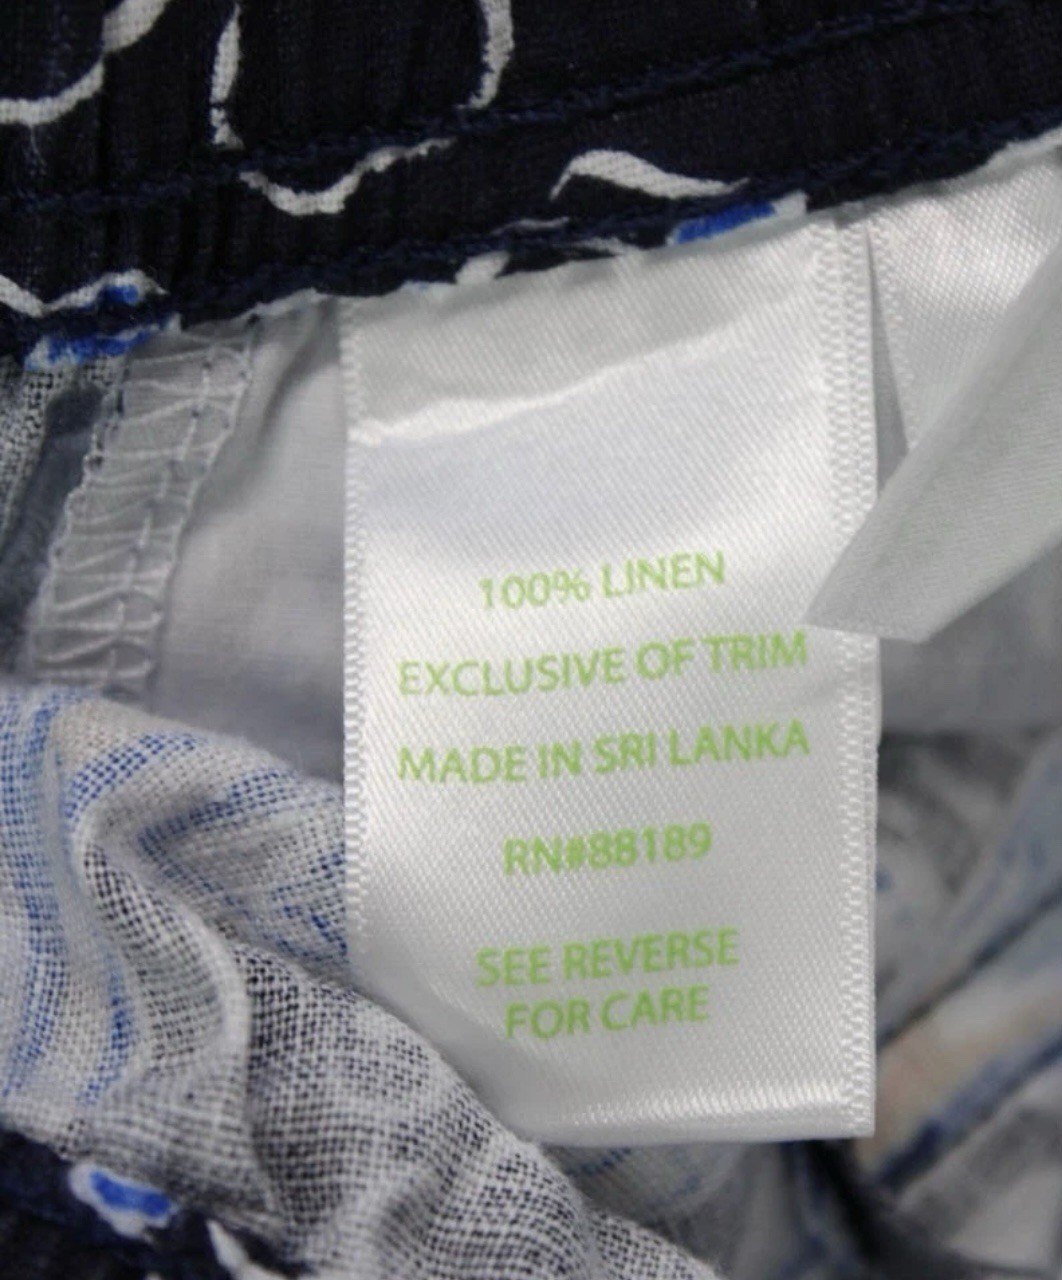 100% LINEN
EXCLUSIVE OF TRIM
MADE IN SRI LANKA
RN#88189
SEE REVERSE
FOR CARE